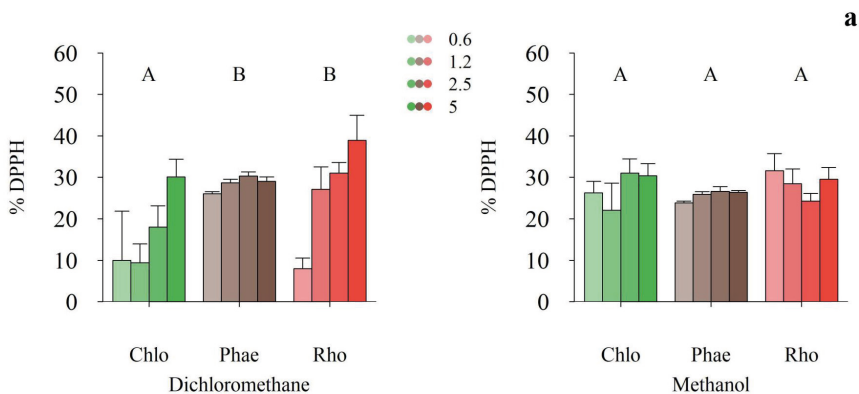 a
% DPPH
60
50
40
30
20
10
0
A B B
Chlo Phae Rho
Dichloromethane
0.6
1.2
2.5
5
% DPPH
60
50
40
30
20
10
0
A A A
Chlo Phae Rho
Methanol